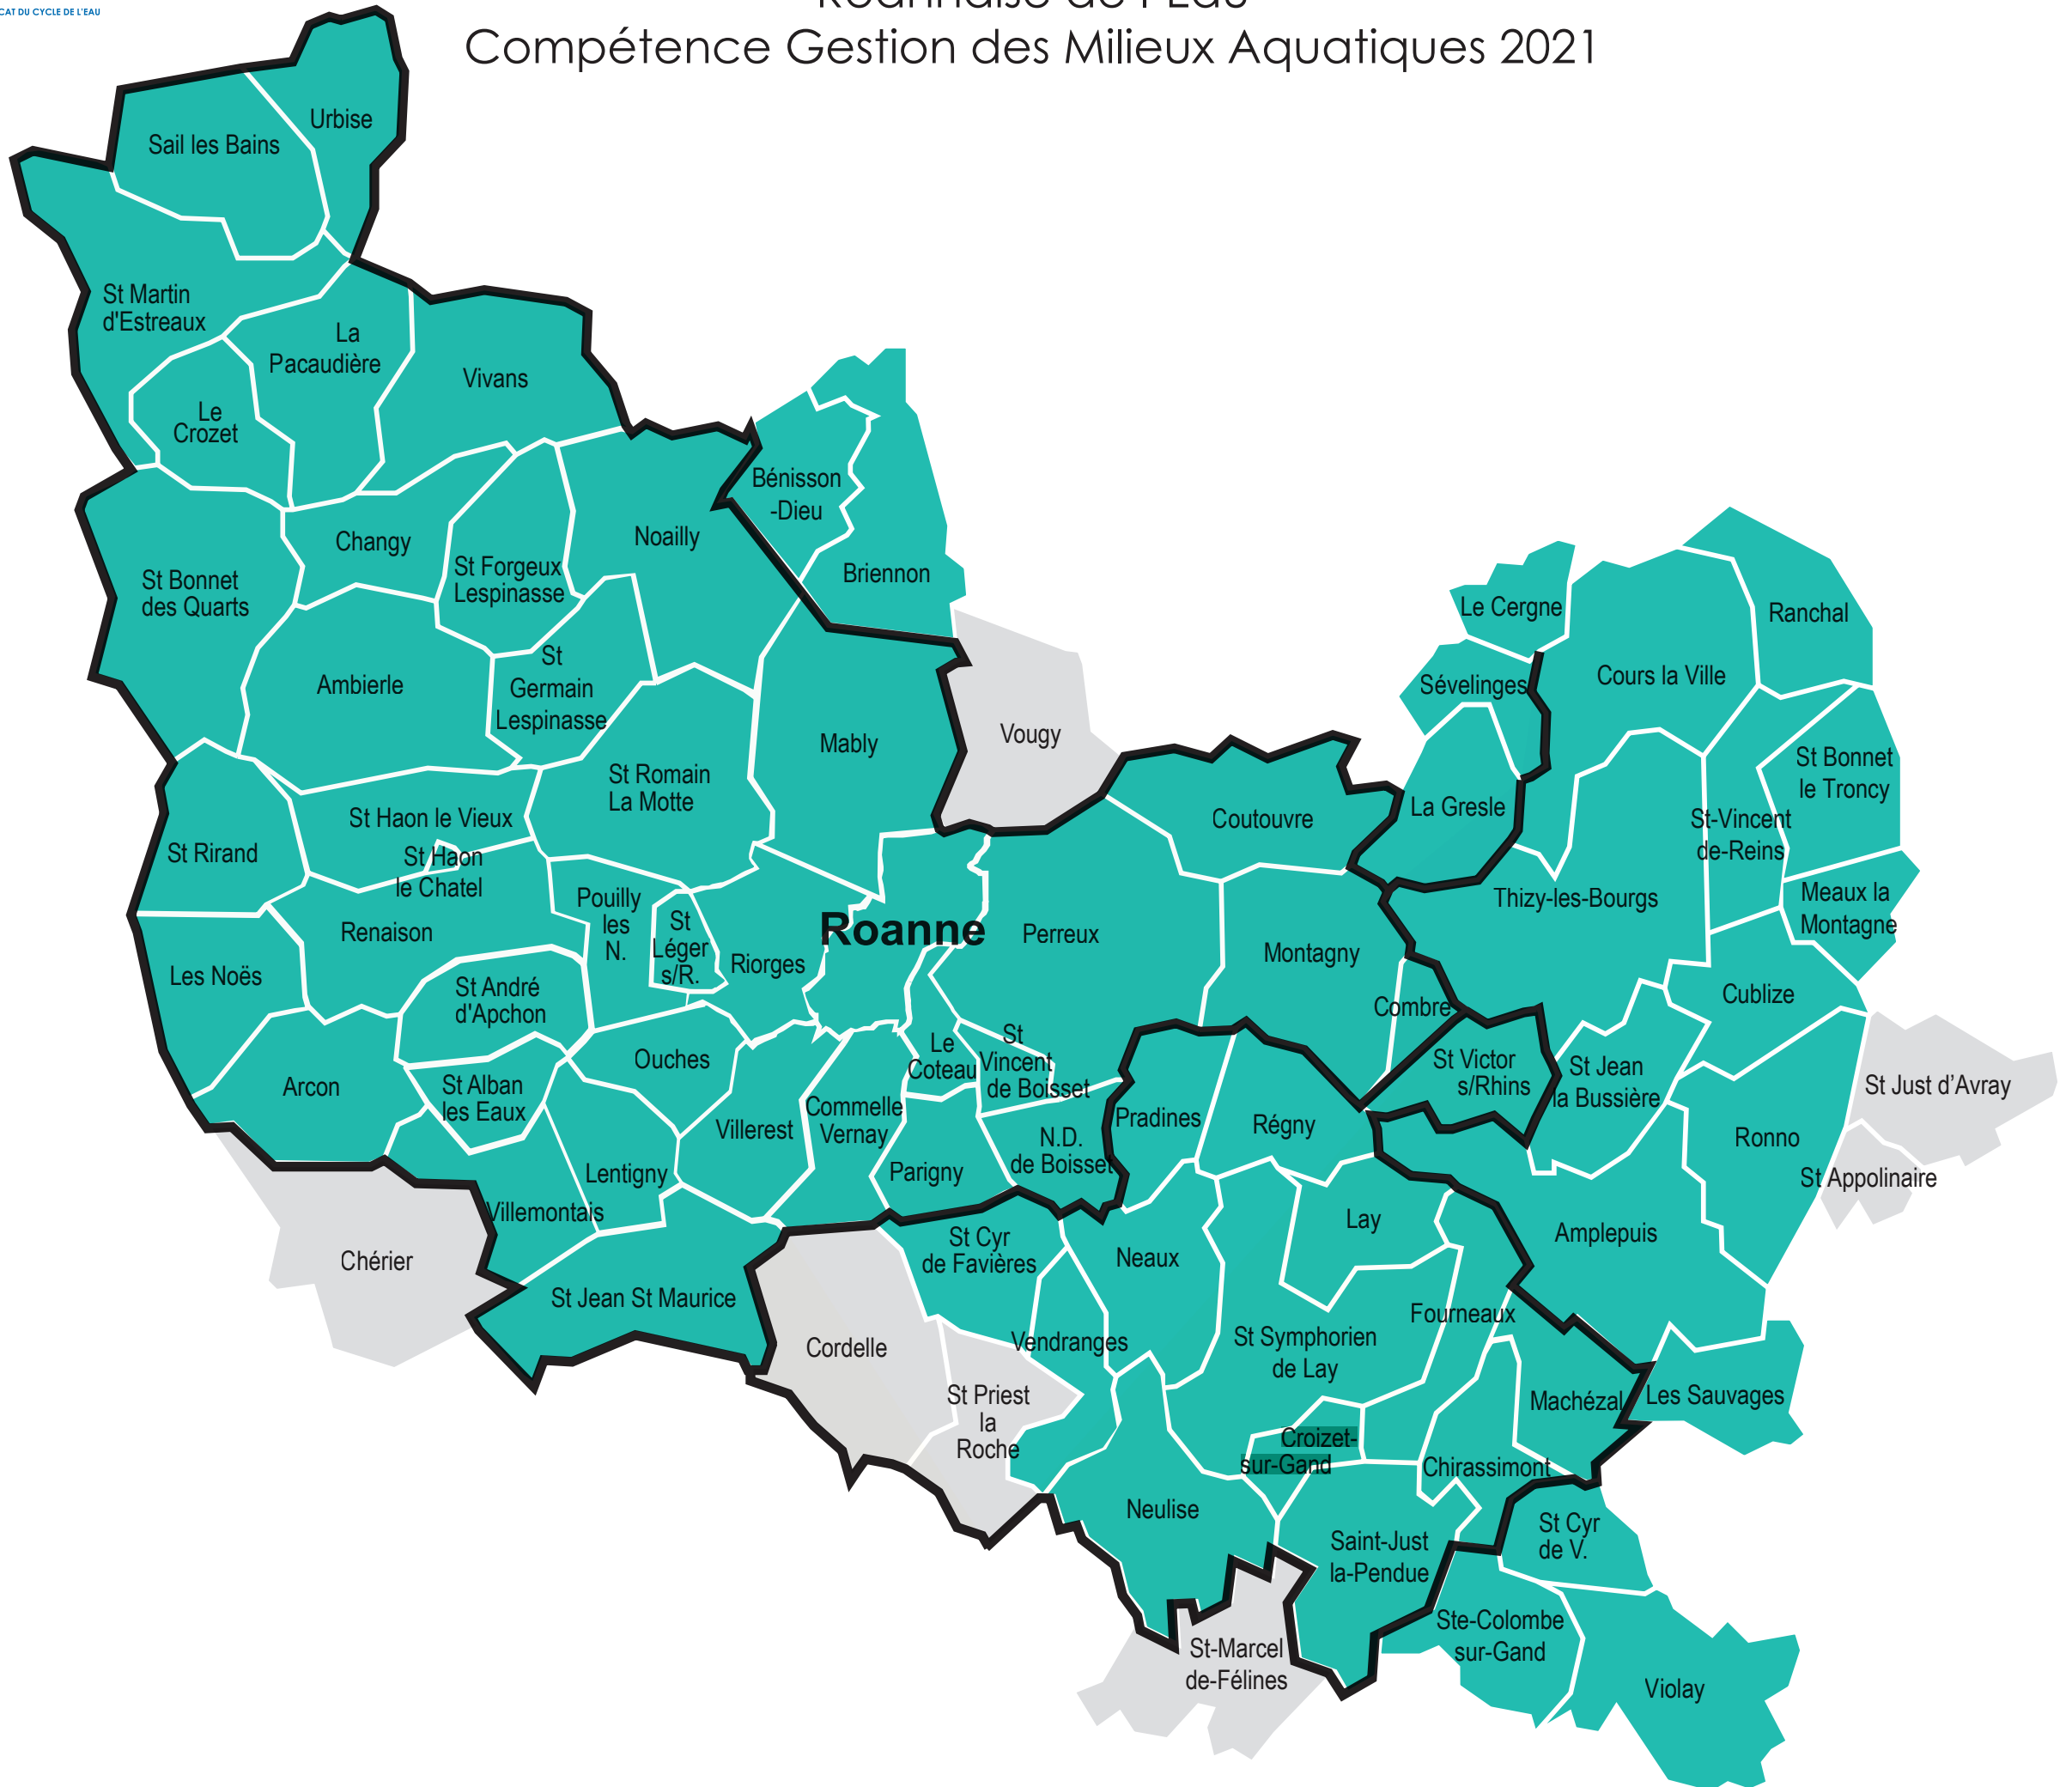 CAT DU CYCLE DE L'EAU
Roannaise de l'Eau
Compétence Gestion des Milieux Aquatiques 2021
Urbise
Sail les Bains
St Martin
d'Estreaux
La
Pacaudière
Vivans
Le
Crozet
Bénisson
-Dieu
Noailly
Changy
St Forgeux
Lespinasse
St Bonnet
des Quarts
Briennon
Le Cergne
Ranchal
St
Germain
Lespinasse
Ambierle
Sévelinges
Cours la Ville
Vougy
Mably
St Bonnet
le Troncy
St Romain
La Motte
La Gresle
Coutouvre
St Haon le Vieux
St-Vincent
de-Reins
St Rirand
St Haon
le Chatel
Pouilly
les
N.
Thizy-les-Bourgs
Meaux la
Montagne
Renaison
St
Léger
s/R.
Roanne
Perreux
Riorges
Montagny
Les Noës
St André
d'Apchon
Cublize
Combre
Ouches
Le
Coteau
St
Vincent
de Boisset
St Victor
s/Rhins
St Jean
la Bussière
St Just d’Avray
Arcon
St Alban
les Eaux
Commelle
Vernay
Villerest
Pradines
Régny
Ronno
N.D.
de Boisset
Lentigny
Parigny
St Appolinaire
Villemontais
Lay
Amplepuis
St Cyr
de Favières
Neaux
Chérier
St Jean St Maurice
Fourneaux
Cordelle
Vendranges
St Symphorien
de Lay
St Priest
la
Roche
Machézal
Les Sauvages
Croizet-
sur-Gand
Chirassimont
Neulise
St Cyr
de V.
Saint-Just
la-Pendue
Ste-Colombe
sur-Gand
St-Marcel
de-Félines
Violay